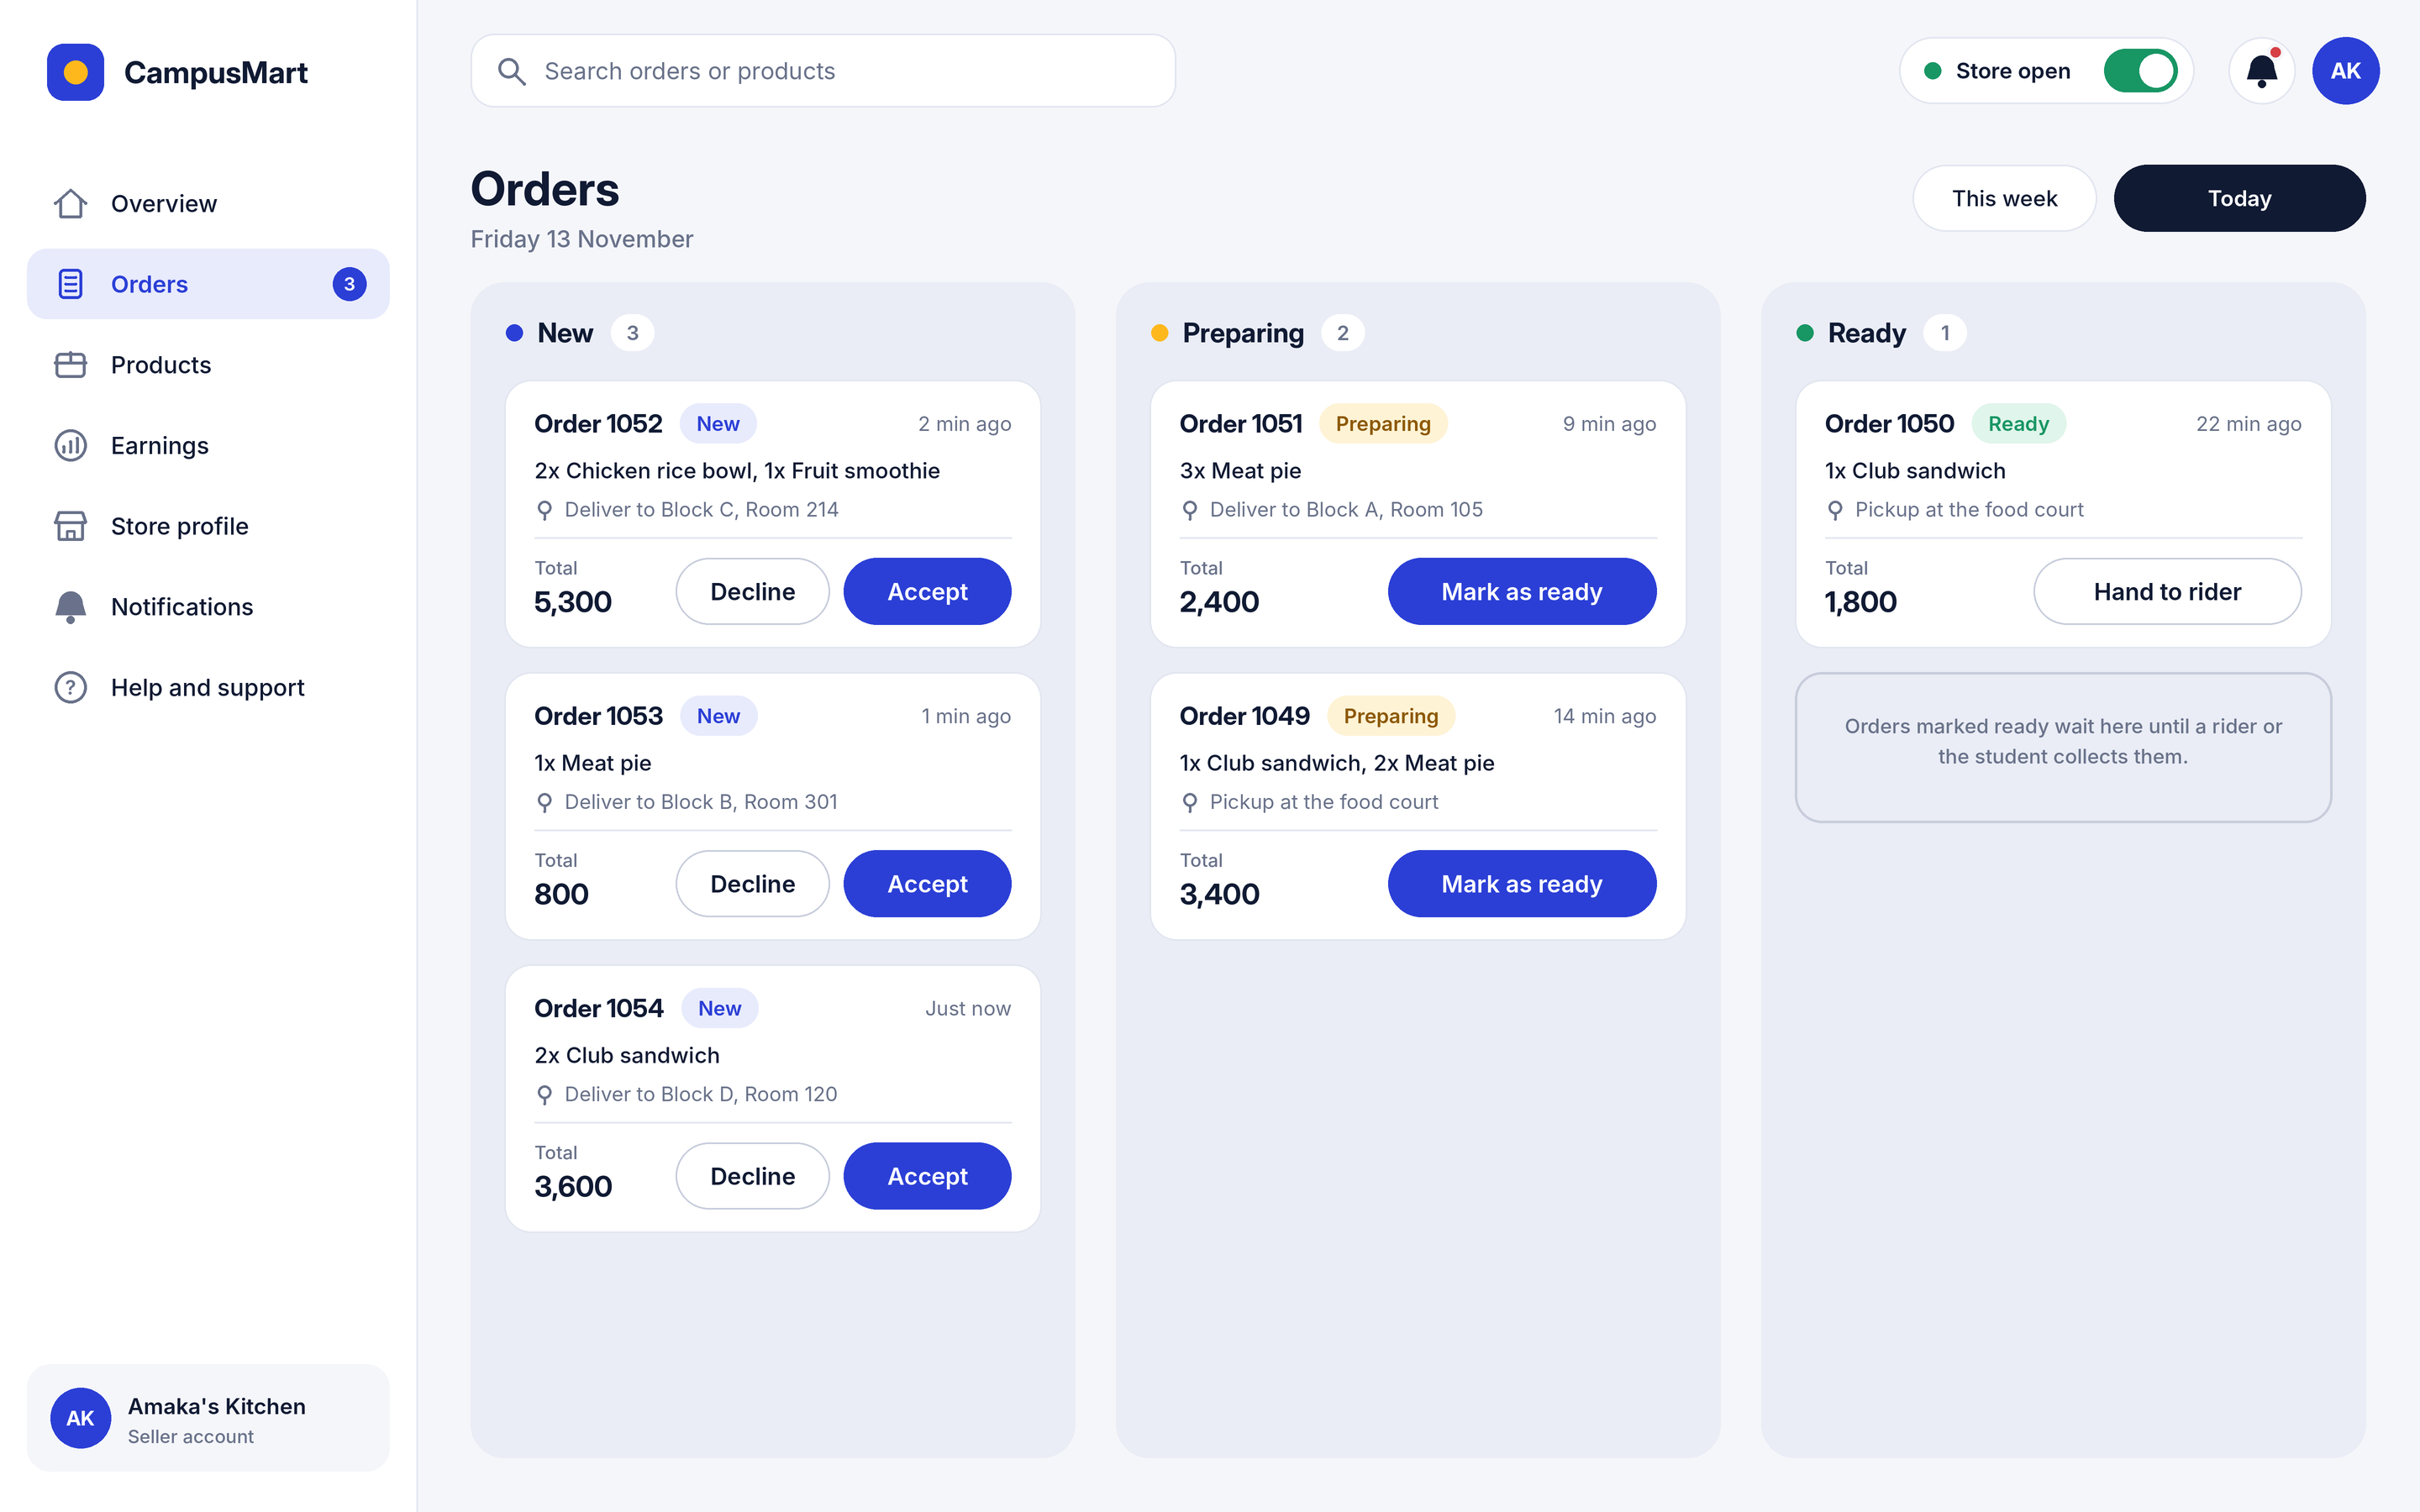 CampusMart
Search orders or products
Store open
AK
Overview
Orders
3
Products
Earnings
Store profile
Notifications
Help and support
Amaka's Kitchen
AK
Seller account
Orders
Friday 13 November
This week
Today
New 3
Order 1052 New 2 min ago
2x Chicken rice bowl, 1x Fruit smoothie
Deliver to Block C, Room 214
Total
5,300
Decline
Accept
Order 1053 New 1 min ago
1x Meat pie
Deliver to Block B, Room 301
Total
800
Decline
Accept
Order 1054 New Just now
2x Club sandwich
Deliver to Block D, Room 120
Total
3,600
Decline
Accept
Preparing 2
Order 1051 Preparing 9 min ago
3x Meat pie
Deliver to Block A, Room 105
Total
2,400
Mark as ready
Order 1049 Preparing 14 min ago
1x Club sandwich, 2x Meat pie
Pickup at the food court
Total
3,400
Mark as ready
Ready 1
Order 1050 Ready 22 min ago
1x Club sandwich
Pickup at the food court
Total
1,800
Hand to rider
Orders marked ready wait here until a rider or
the student collects them.